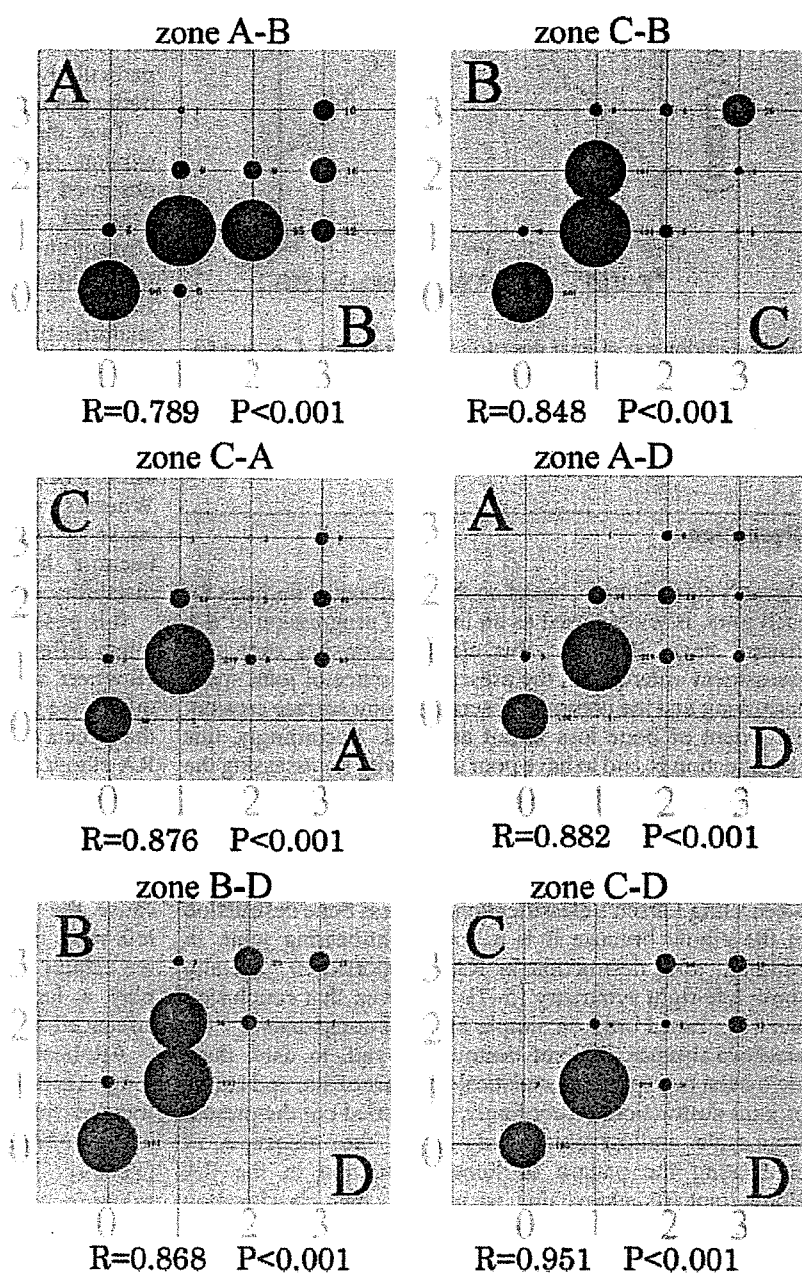 zone A-B
A
3
2
1
0
B
0 1 2 3
R=0.789 P<0.001
zone C-B
B
3
2
1
0
C
0 1 2 3
R=0.848 P<0.001
zone C-A
C
3
2
1
0
A
0 1 2 3
R=0.876 P<0.001
zone A-D
A
3
2
1
0
D
0 1 2 3
R=0.882 P<0.001
zone B-D
B
3
2
1
0
D
0 1 2 3
R=0.868 P<0.001
zone C-D
C
3
2
1
0
D
0 1 2 3
R=0.951 P<0.001